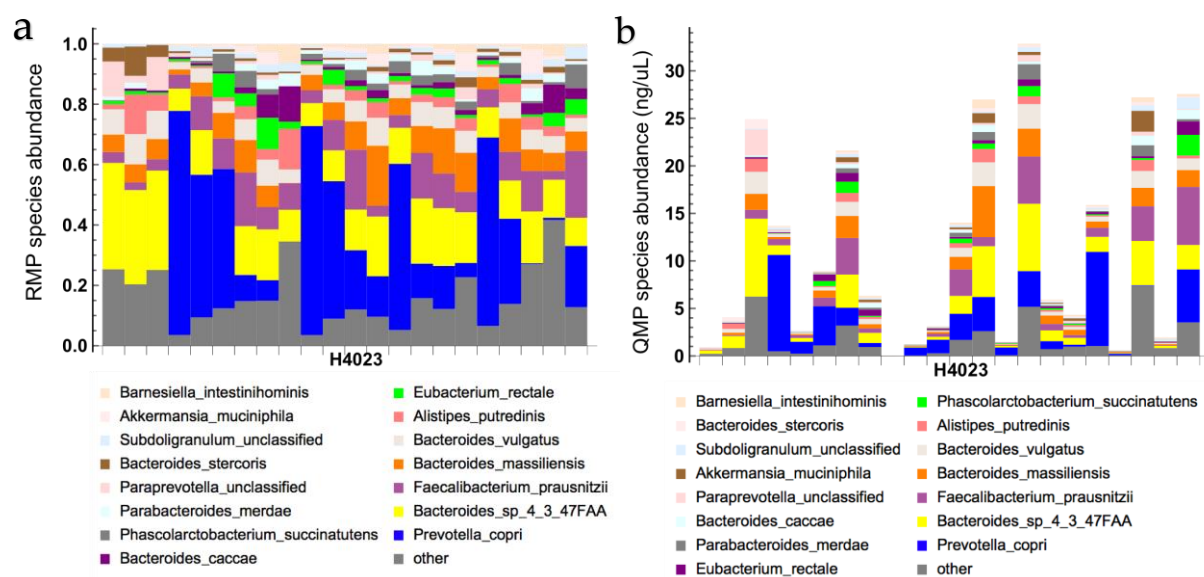 a
RMP species abundance
1.0
0.8
0.6
0.4
0.2
0.0
H4023
Barnesiella_intestinihominis
Akkermansia_muciniphila
Subdoligranulum_unclassified
Bacteroides_stercoris
Paraprevotella_unclassified
Parabacteroides_merdae
Phascolarctobacterium_succinatutens
Bacteroides_caccae
Eubacterium_rectale
Alistipes_putredinis
Bacteroides_vulgatus
Bacteroides_massiliensis
Faecalibacterium_prausnitzii
Bacteroides_sp_4_3_47FAA
Prevotella_copri
other
b
QMP species abundance (ng/uL)
30
25
20
15
10
5
0
H4023
Barnesiella_intestinihominis
Bacteroides_stercoris
Subdoligranulum_unclassified
Akkermansia_muciniphila
Paraprevotella_unclassified
Bacteroides_caccae
Parabacteroides_merdae
Eubacterium_rectale
Phascolarctobacterium_succinatutens
Alistipes_putredinis
Bacteroides_vulgatus
Bacteroides_massiliensis
Faecalibacterium_prausnitzii
Bacteroides_sp_4_3_47FAA
Prevotella_copri
other